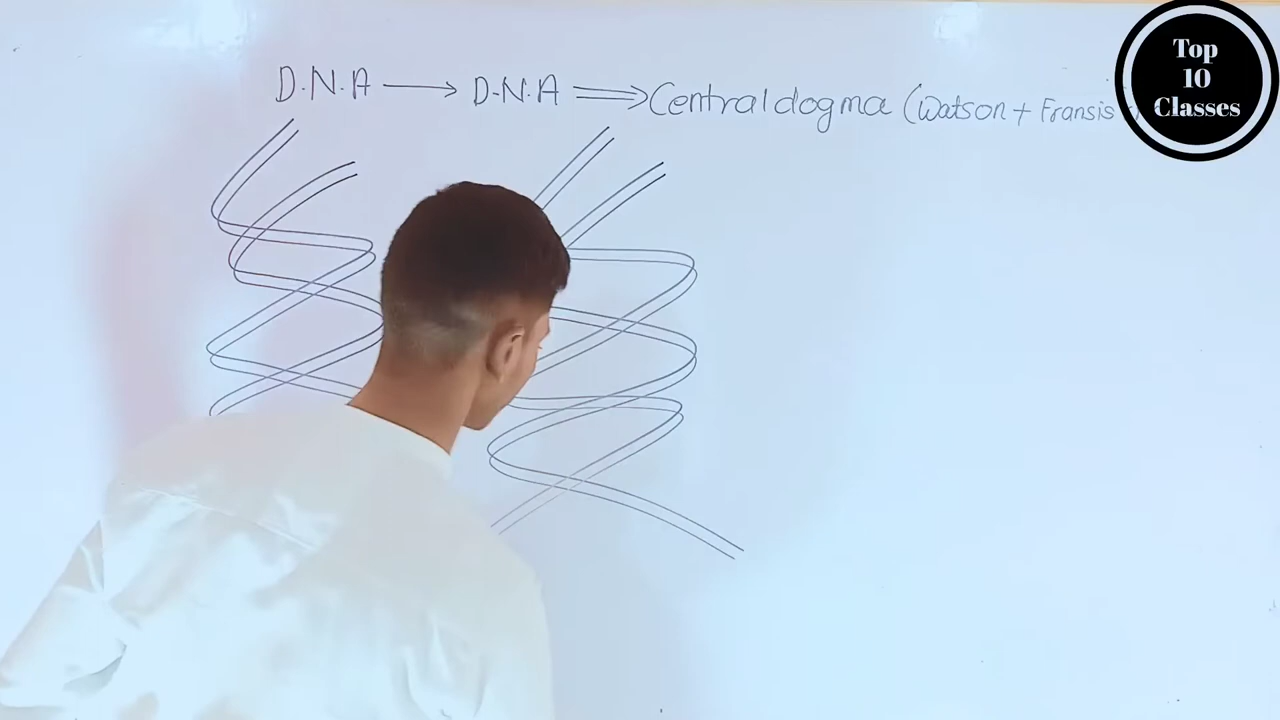 D.N.A → D-N.A ⇒ Central dogma (Watson + Fransis
Top
10
Classes